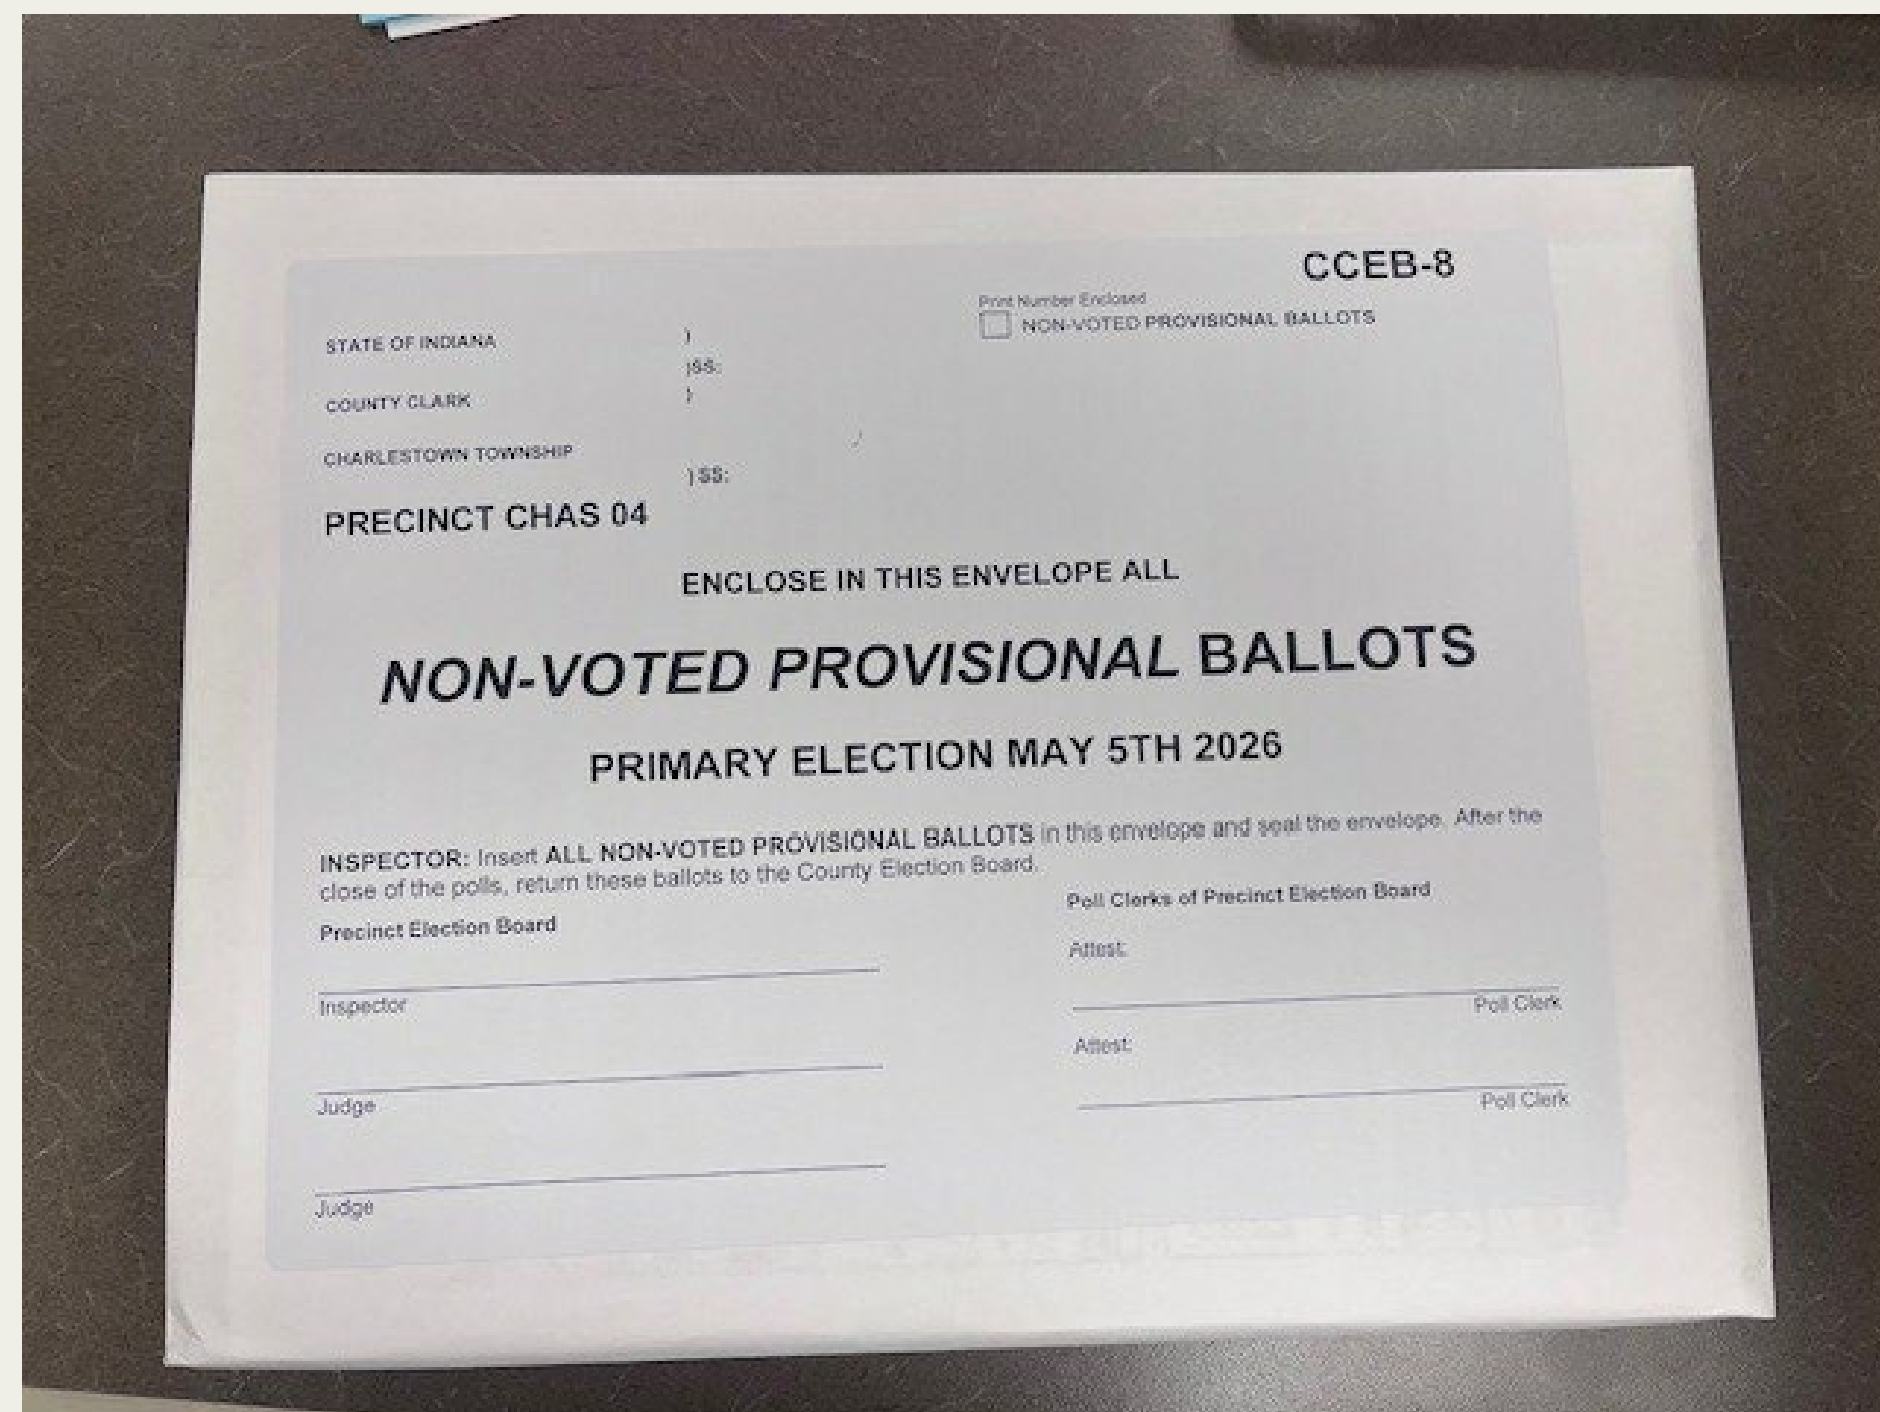 CCEB-8
Print Number Enclosed
NON-VOTED PROVISIONAL BALLOTS
STATE OF INDIANA )
)SS:
COUNTY CLARK )
CHARLESTOWN TOWNSHIP
) SS:
PRECINCT CHAS 04
ENCLOSE IN THIS ENVELOPE ALL
NON-VOTED PROVISIONAL BALLOTS
PRIMARY ELECTION MAY 5TH 2026
INSPECTOR: Insert ALL NON-VOTED PROVISIONAL BALLOTS in this envelope and seal the envelope. After the
close of the polls, return these ballots to the County Election Board.
Precinct Election Board
Inspector
Judge
Judge
Poll Clerks of Precinct Election Board
Attest:
Poll Clerk
Attest:
Poll Clerk